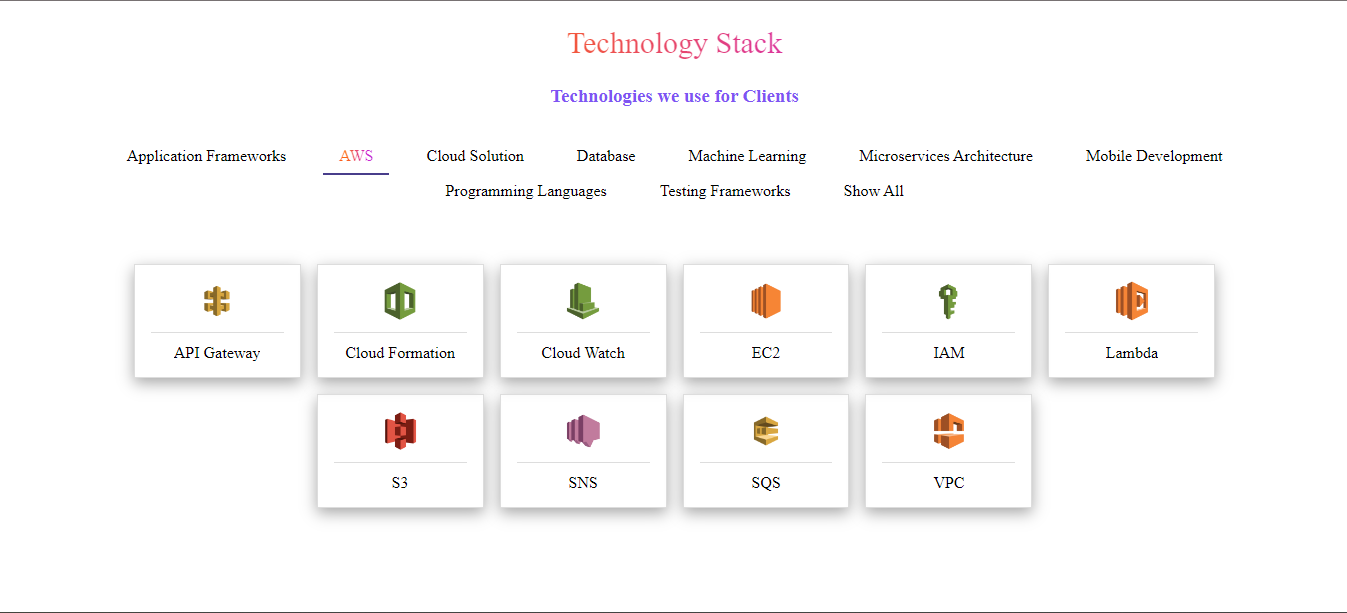 Technology Stack
Technologies we use for Clients
Application Frameworks AWS Cloud Solution Database Machine Learning Microservices Architecture Mobile Development
Programming Languages Testing Frameworks Show All
API Gateway Cloud Formation Cloud Watch EC2 IAM Lambda
S3 SNS SQS VPC